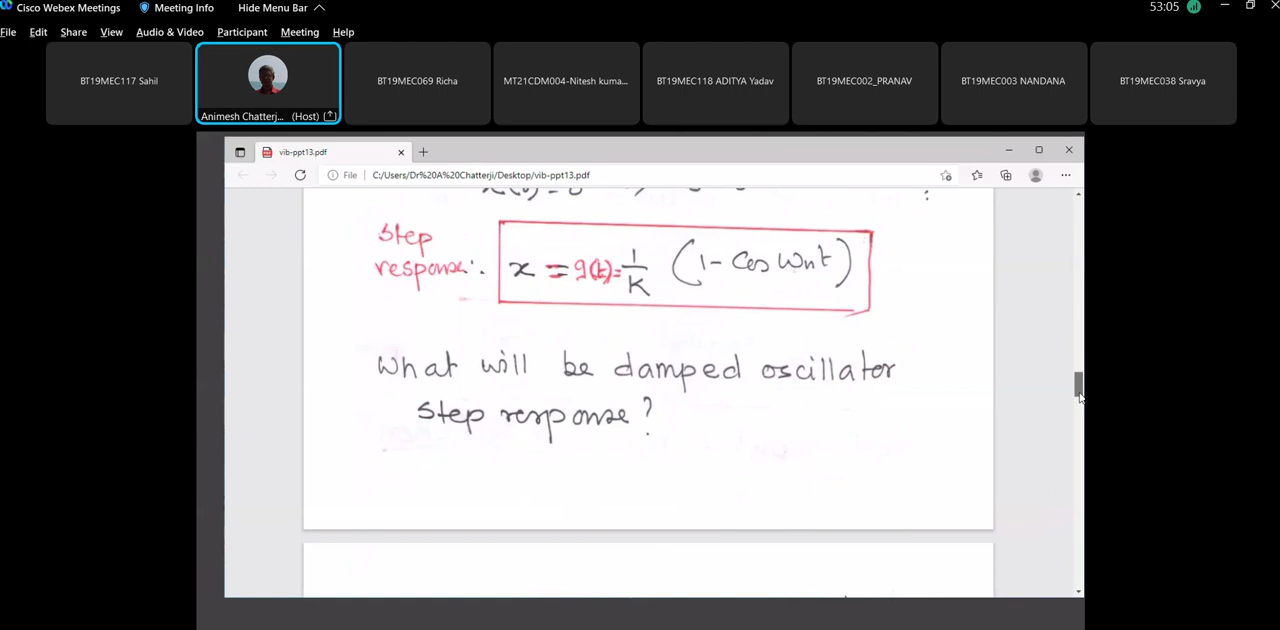 Cisco Webex Meetings Meeting Info Hide Menu Bar 53:05
File Edit Share View Audio & Video Participant Meeting Help
BT19MEC117 Sahil
Animesh Chatterj... (Host)
BT19MEC069 Richa
MT21CDM004-Nitesh kuma...
BT19MEC118 ADITYA Yadav
BT19MEC002_PRANAV
BT19MEC003 NANDANA
BT19MEC038 Sravya
vib-ppt13.pdf
File C:/Users/Dr%20A%20Chatterji/Desktop/vib-ppt13.pdf
Step
response:. x = g(t) = 1/K (1 - Cos Wnt)
What will be damped oscillator
step response?